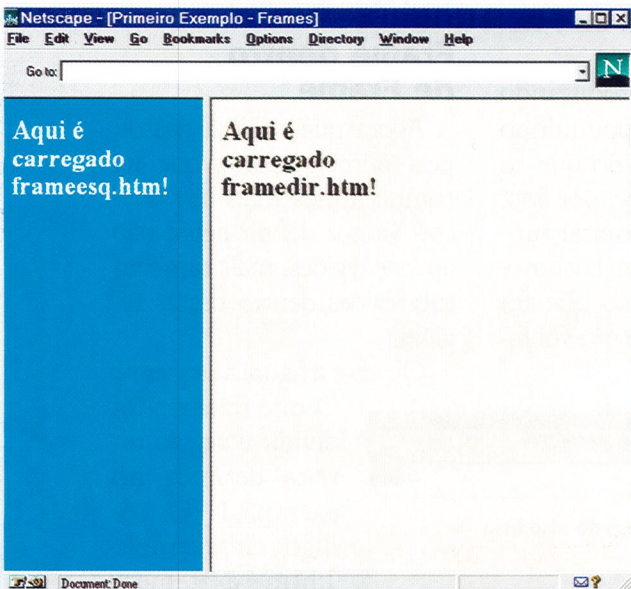 Netscape - [Primeiro Exemplo - Frames]
File Edit View Go Bookmarks Options Directory Window Help
Go to:
N
Aqui é
carregado
frameesq.htm!
Aqui é
carregado
framedir.htm!
Document: Done